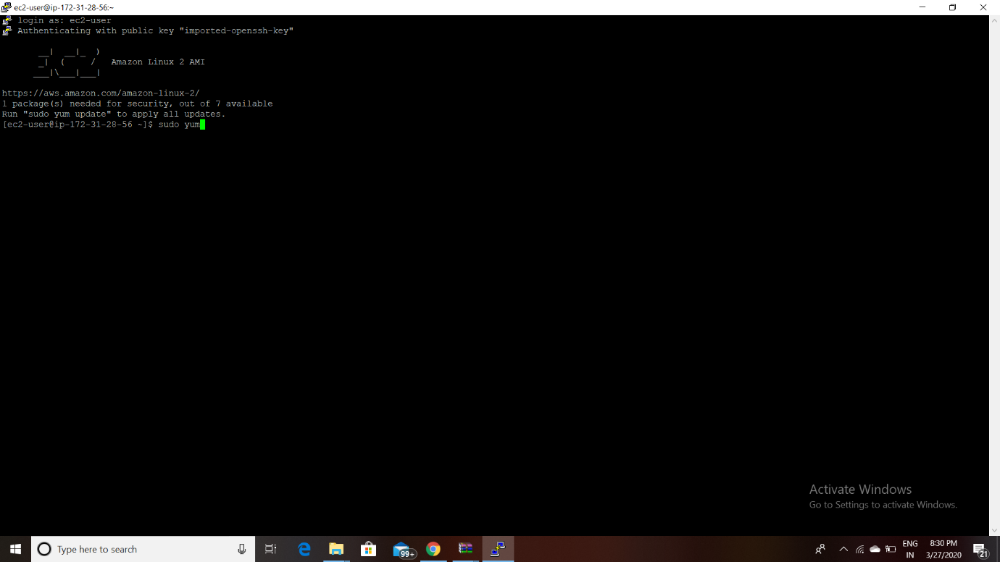 ec2-user@ip-172-31-28-56:~
login as: ec2-user
Authenticating with public key "imported-openssh-key"
__|  __|_  )
_|  (     /   Amazon Linux 2 AMI
___|\___|___|
https://aws.amazon.com/amazon-linux-2/
1 package(s) needed for security, out of 7 available
Run "sudo yum update" to apply all updates.
[ec2-user@ip-172-31-28-56 ~]$ sudo yum
Activate Windows
Go to Settings to activate Windows.
Type here to search
99+
ENG
IN
8:30 PM
3/27/2020
21